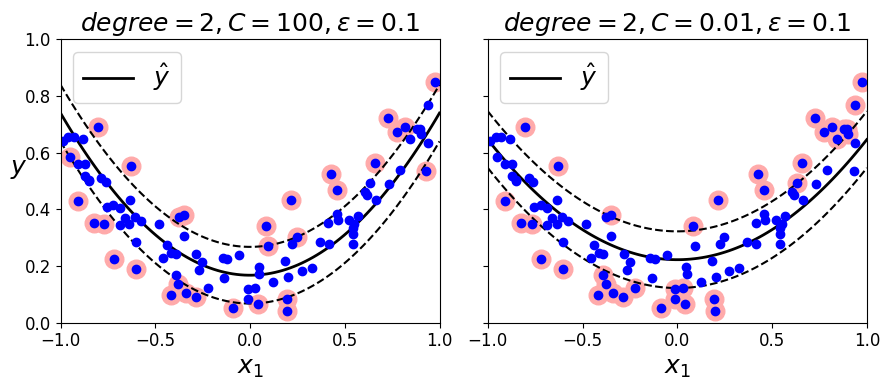 degree = 2, C = 100, ε = 0.1
ŷ
y
1.0
0.8
0.6
0.4
0.2
0.0
−1.0 −0.5 0.0 0.5 1.0
x₁
degree = 2, C = 0.01, ε = 0.1
ŷ
−1.0 −0.5 0.0 0.5 1.0
x₁